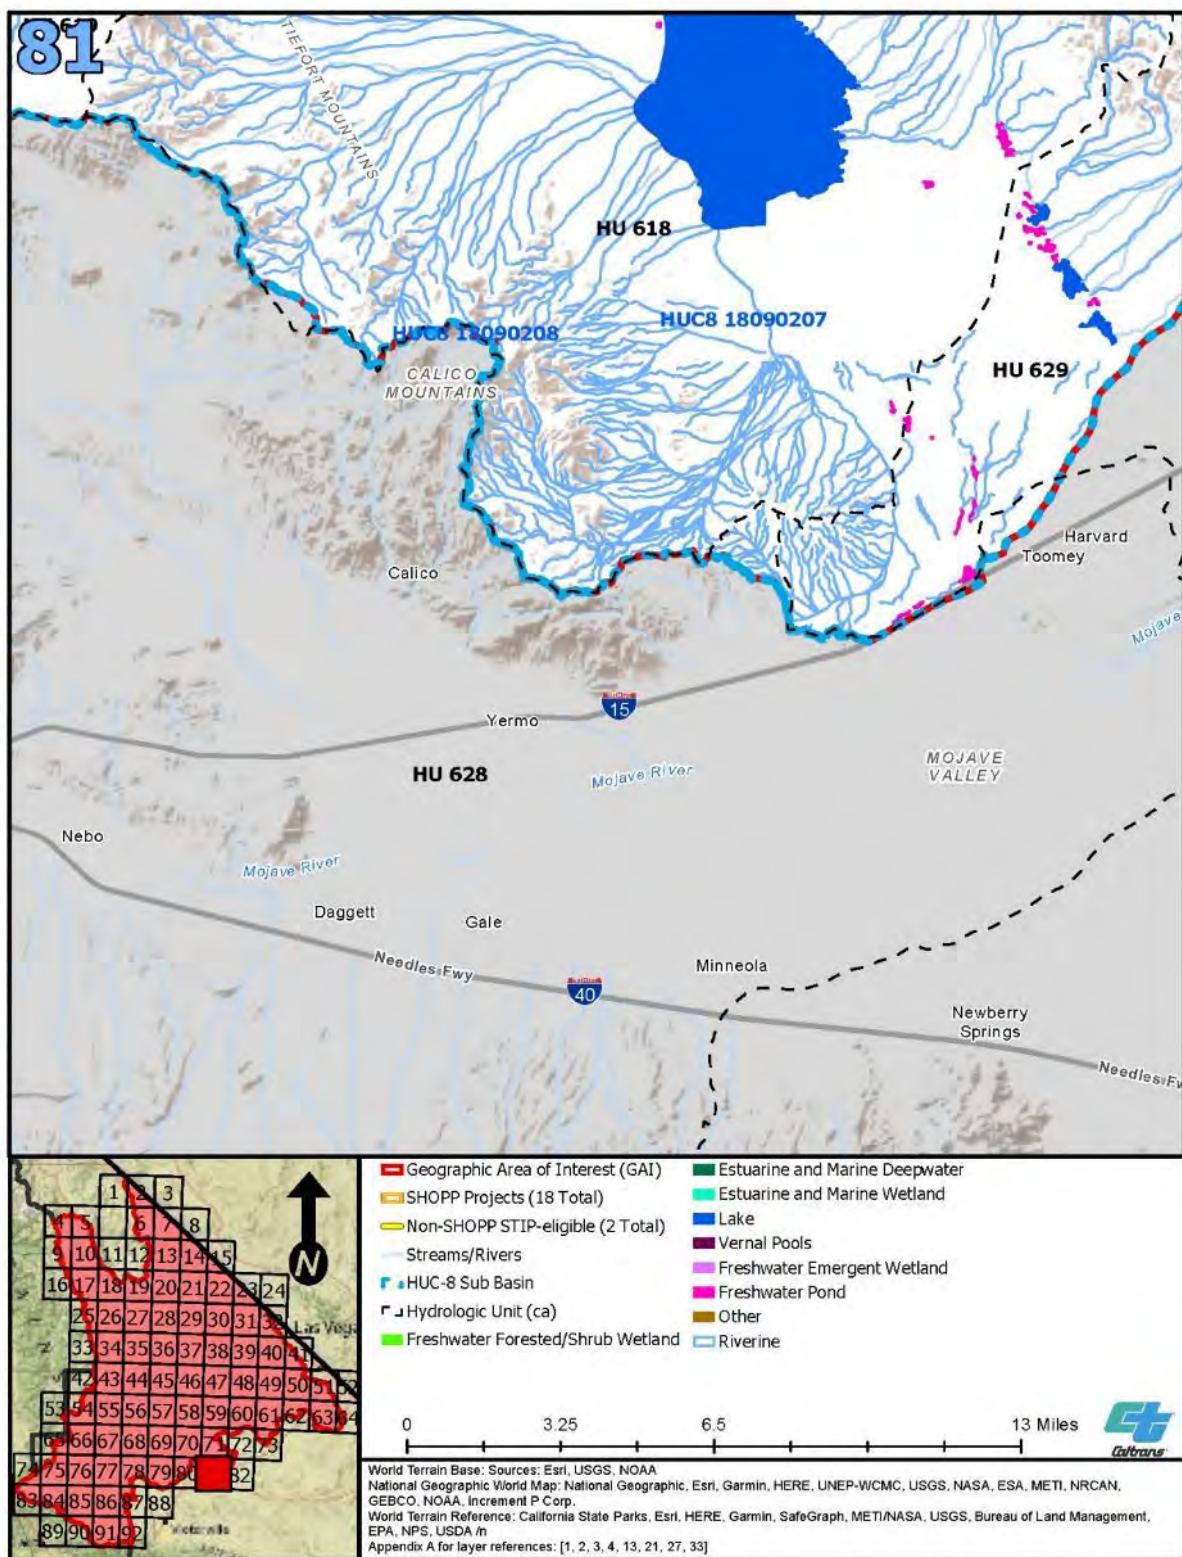 81
TIEFORT MOUNTAINS
HU 618
HUC8 18090207
HUC8 18090208
CALICO
MOUNTAINS
HU 629
Harvard
Toomey
Calico
Mojave
15
Yermo
HU 628
Mojave River
MOJAVE
VALLEY
Nebo
Mojave River
Daggett
Gale
Needles Fwy
40
Minneola
Newberry
Springs
Needles Fw
1 2 3
4 5 6 7 8
9 10 11 12 13 14 15
16 17 18 19 20 21 22 23 24
25 26 27 28 29 30 31 32
Las Vega
33 34 35 36 37 38 39 40 41
42 43 44 45 46 47 48 49 50 51 52
53 54 55 56 57 58 59 60 61 62 63 64
65 66 67 68 69 70 71 72 73
74 75 76 77 78 79 80 82
83 84 85 86 87 88
89 90 91 92
Victorville
N
Geographic Area of Interest (GAI)
SHOPP Projects (18 Total)
Non-SHOPP STIP-eligible (2 Total)
Streams/Rivers
HUC-8 Sub Basin
Hydrologic Unit (ca)
Freshwater Forested/Shrub Wetland
Estuarine and Marine Deepwater
Estuarine and Marine Wetland
Lake
Vernal Pools
Freshwater Emergent Wetland
Freshwater Pond
Other
Riverine
0 3.25 6.5 13 Miles
Caltrans
World Terrain Base: Sources: Esri, USGS, NOAA
National Geographic World Map: National Geographic, Esri, Garmin, HERE, UNEP-WCMC, USGS, NASA, ESA, METI, NRCAN,
GEBCO, NOAA, Increment P Corp.
World Terrain Reference: California State Parks, Esri, HERE, Garmin, SafeGraph, METI/NASA, USGS, Bureau of Land Management,
EPA, NPS, USDA /n
Appendix A for layer references: [1, 2, 3, 4, 13, 21, 27, 33]